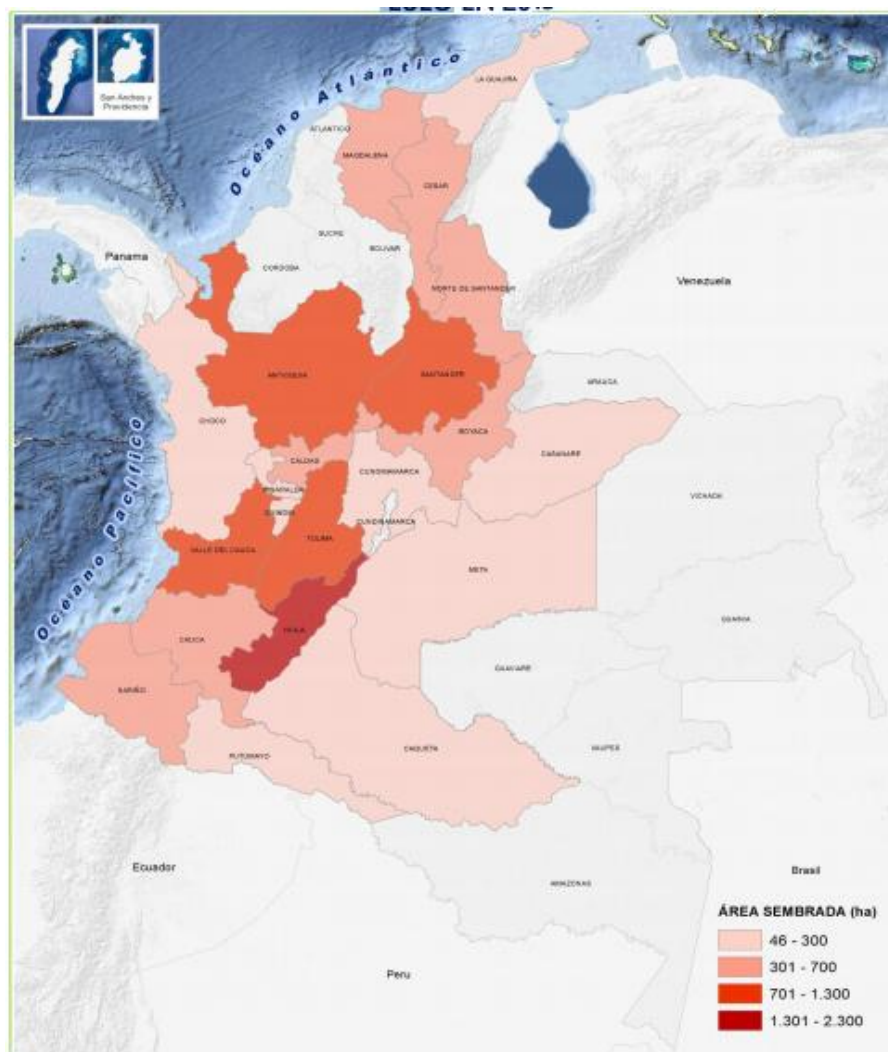 San Andres y
Providencia
Océano Atlántico
LA GUAJIRA
ATLANTICO
MAGDALENA
CESAR
SUCRE
BOLIVAR
Panama
CORDOBA
NORTE DE SANTANDER
Venezuela
ANTIOQUIA
SANTANDER
ARAUCA
CHOCO
BOYACA
CASANARE
CALDAS
CUNDINAMARCA
RISARALDA
VICHADA
QUINDIO
CUNDINAMARCA
TOLIMA
VALLE DEL CAUCA
META
Océano Pacífico
GUAINIA
HUILA
CAUCA
GUAVIARE
NARIÑO
VAUPES
CAQUETA
PUTUMAYO
Ecuador
Brasil
AMAZONAS
Peru
ÁREA SEMBRADA (ha)
46 - 300
301 - 700
701 - 1.300
1.301 - 2.300